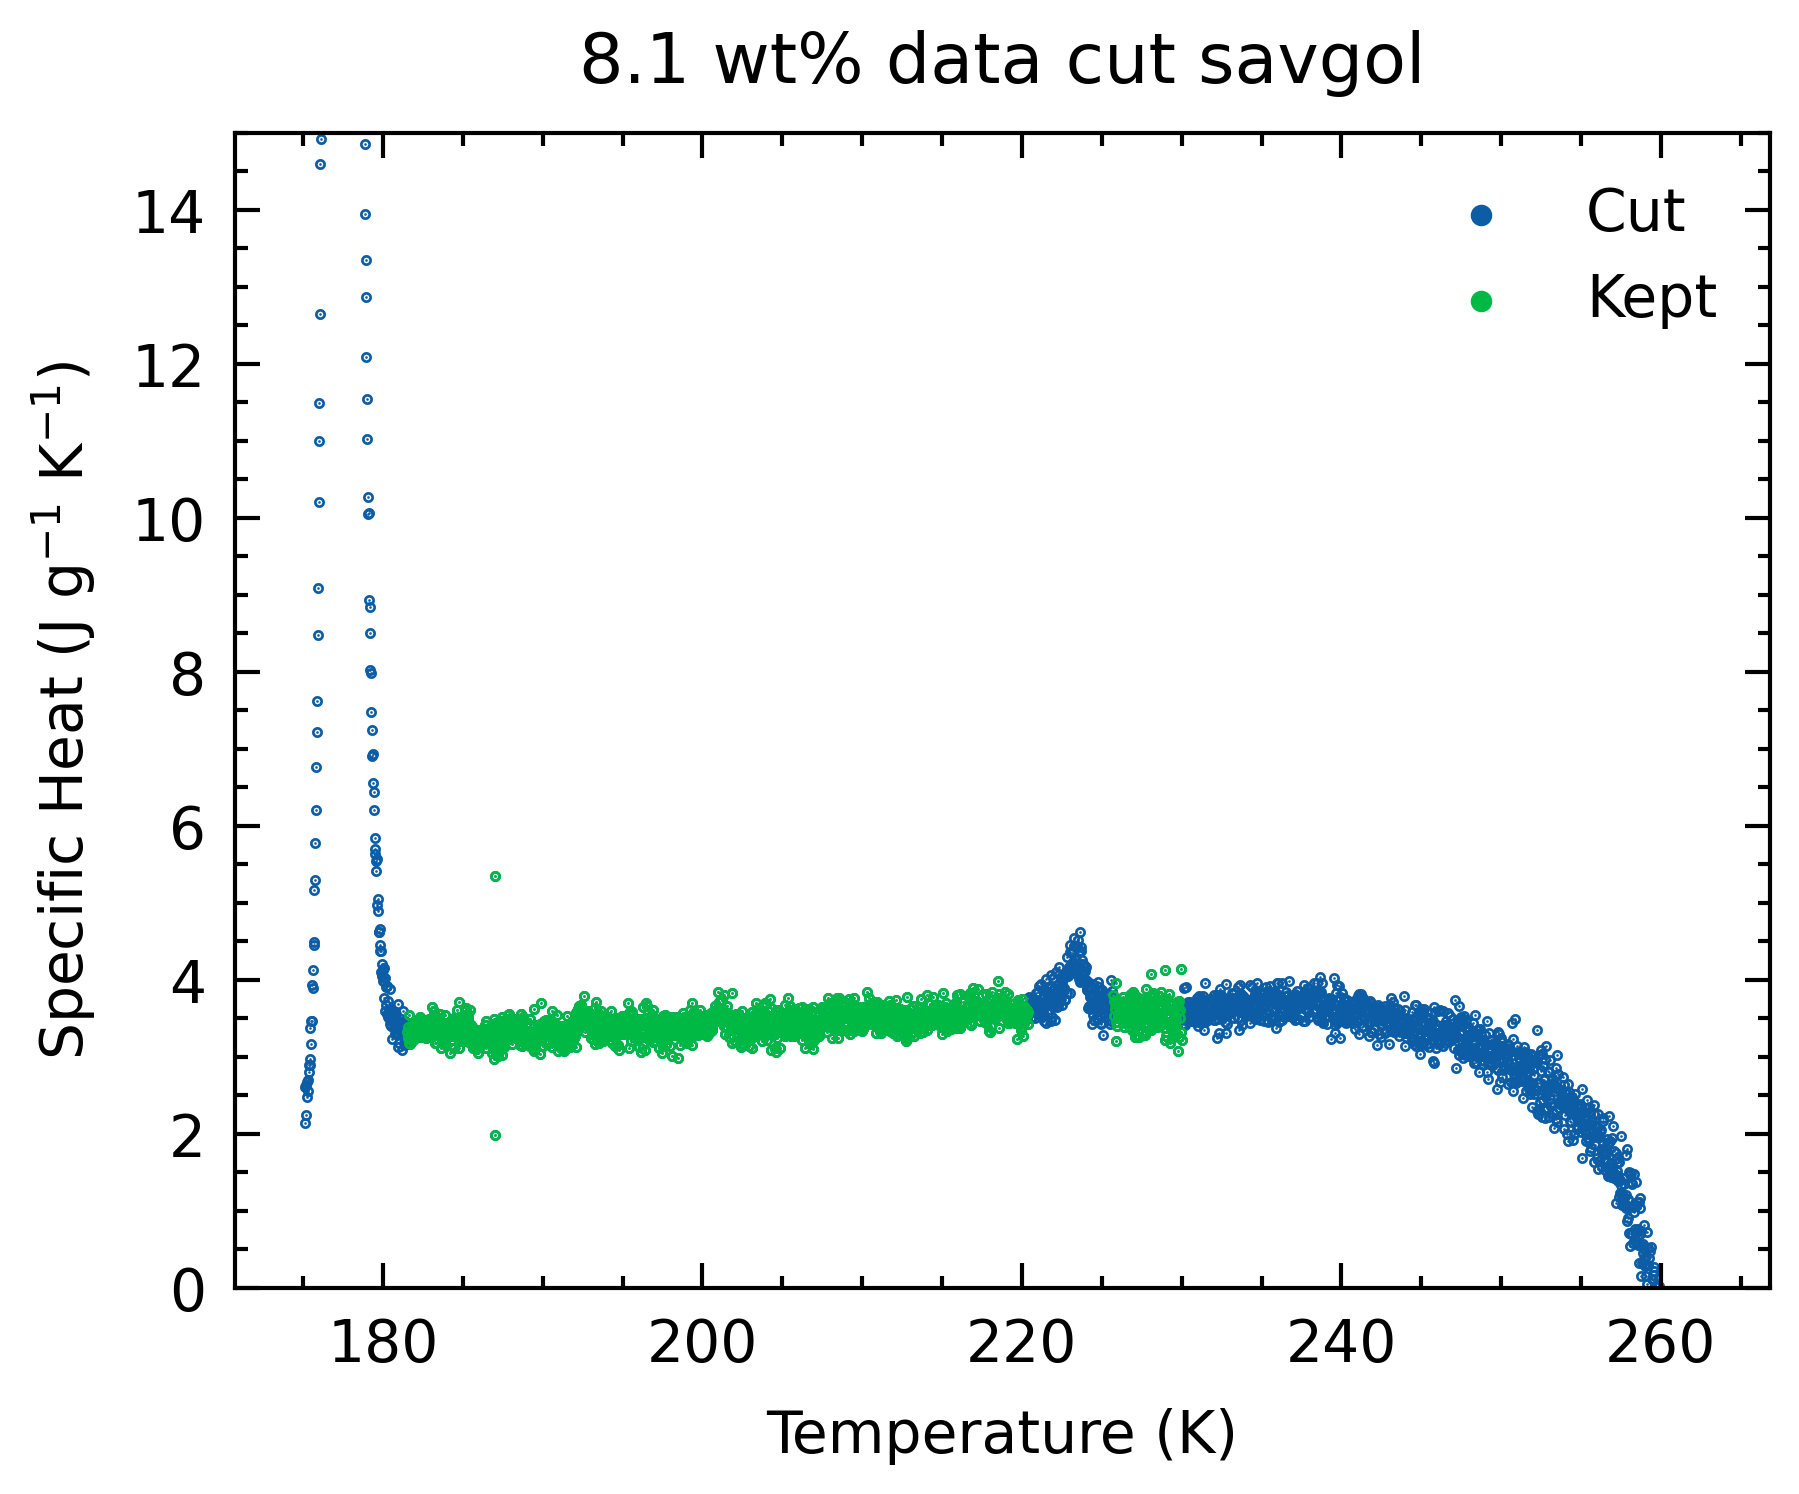 8.1 wt% data cut savgol
Cut
Kept
14
12
10
8
6
4
2
0
Specific Heat (J g⁻¹ K⁻¹)
180 200 220 240 260
Temperature (K)